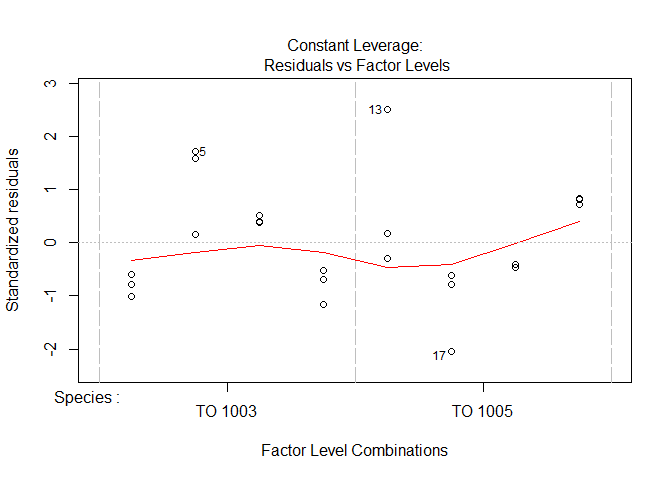 Constant Leverage:
Residuals vs Factor Levels
Standardized residuals
3
2
1
0
-1
-2
13
5
17
Species :
TO 1003
TO 1005
Factor Level Combinations